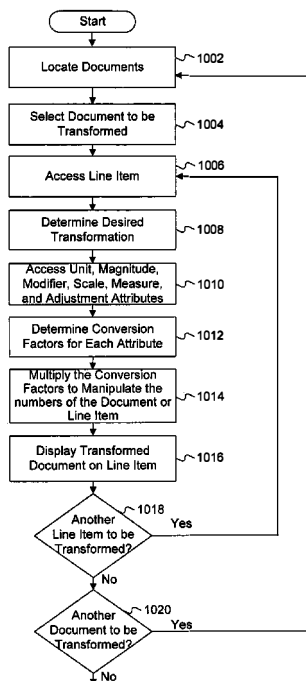 Start
Locate Documents
1002
Select Document to be
Transformed
1004
Access Line Item
1006
Determine Desired
Transformation
1008
Access Unit, Magnitude,
Modifier, Scale, Measure,
and Adjustment Attributes
1010
Determine Conversion
Factors for Each Attribute
1012
Multiply the Conversion
Factors to Manipulate the
numbers of the Document or
Line Item
1014
Display Transformed
Document on Line Item
1016
1018
Another
Line Item to be
Transformed?
Yes
No
1020
Another
Document to be
Transformed?
Yes
No